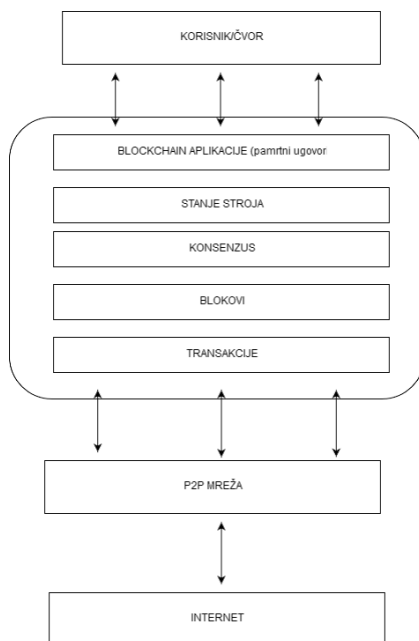 KORISNIK/ČVOR
BLOCKCHAIN APLIKACIJE (pamrtni ugovor
STANJE STROJA
KONSENZUS
BLOKOVI
TRANSAKCIJE
P2P MREŽA
INTERNET